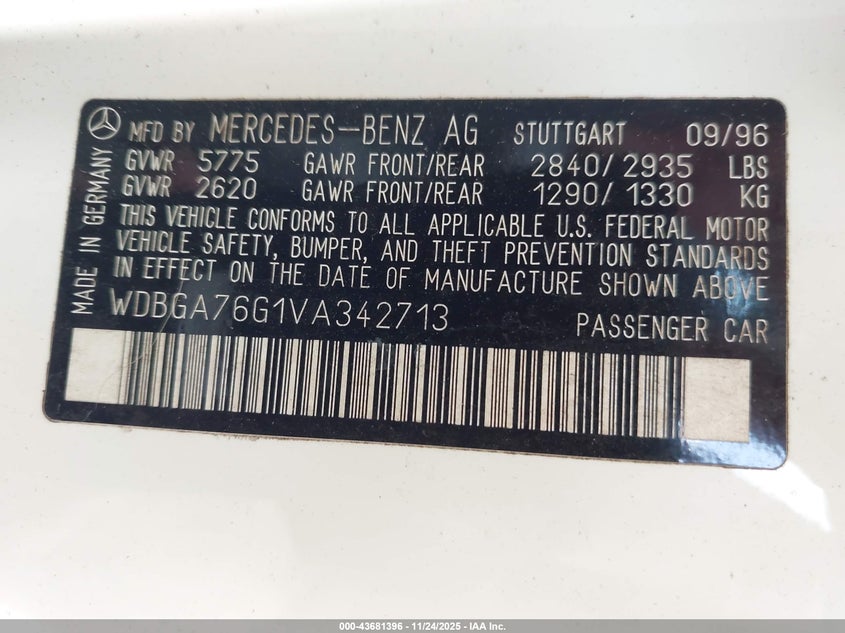 MADE IN GERMANY
MFD BY MERCEDES-BENZ AG STUTTGART 09/96
GVWR 5775 GAWR FRONT/REAR 2840/2935 LBS
GVWR 2620 GAWR FRONT/REAR 1290/1330 KG
THIS VEHICLE CONFORMS TO ALL APPLICABLE U.S. FEDERAL MOTOR
VEHICLE SAFETY, BUMPER, AND THEFT PREVENTION STANDARDS
IN EFFECT ON THE DATE OF MANUFACTURE SHOWN ABOVE
WDBGA76G1VA342713 PASSENGER CAR
000-43681396 - 11/24/2025 - IAA Inc.